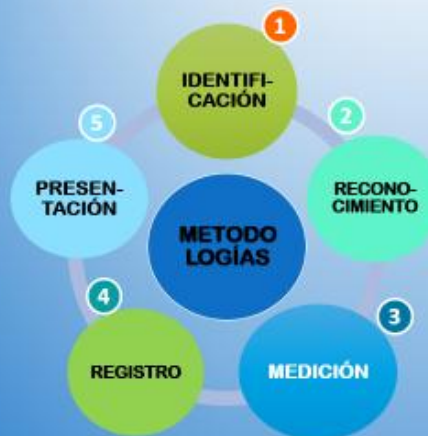 1
IDENTIFI-
CACIÓN
2
RECONO-
CIMIENTO
3
MEDICIÓN
4
REGISTRO
5
PRESEN-
TACIÓN
METODO
LOGÍAS